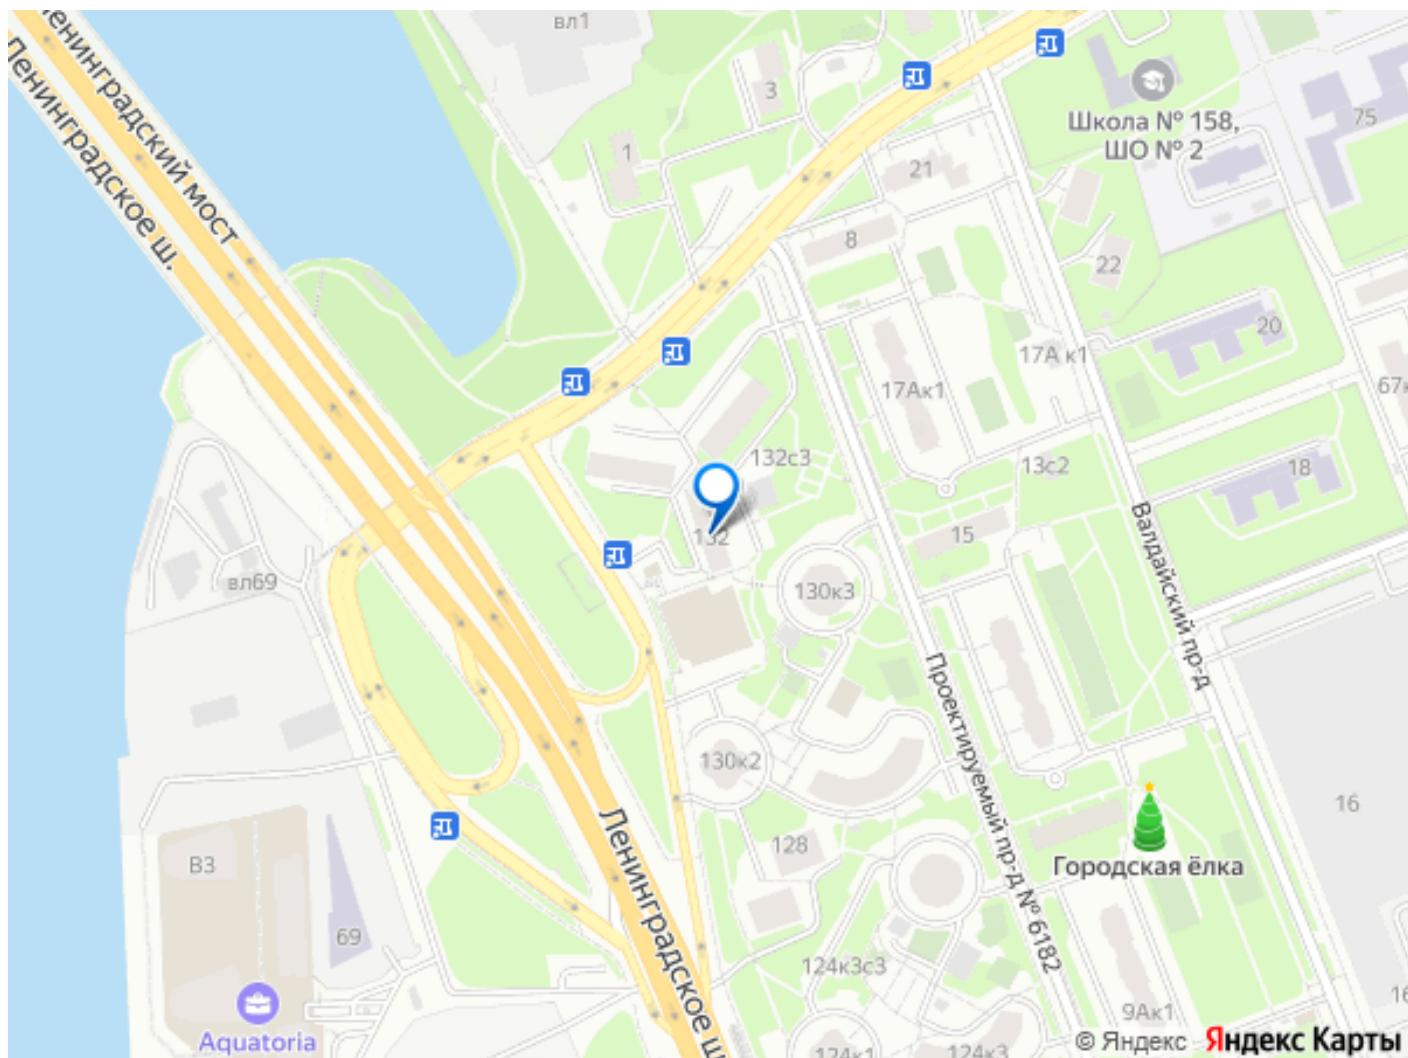 Ленинградский мост
Ленинградское ш.
вл1
3
1
Школа № 158,
ШО № 2
75
21
8
22
20
17А к1
17Ак1
132с3
13с2
18
132
15
Валдайский пр-д
вл69
130к3
Проектируемый пр-д № 6182
130к2
16
Ленинградское ш
128
В3
Городская ёлка
69
124к3с3
9Ак1
Aquatoria
124к1
124к3
© Яндекс Яндекс Карты